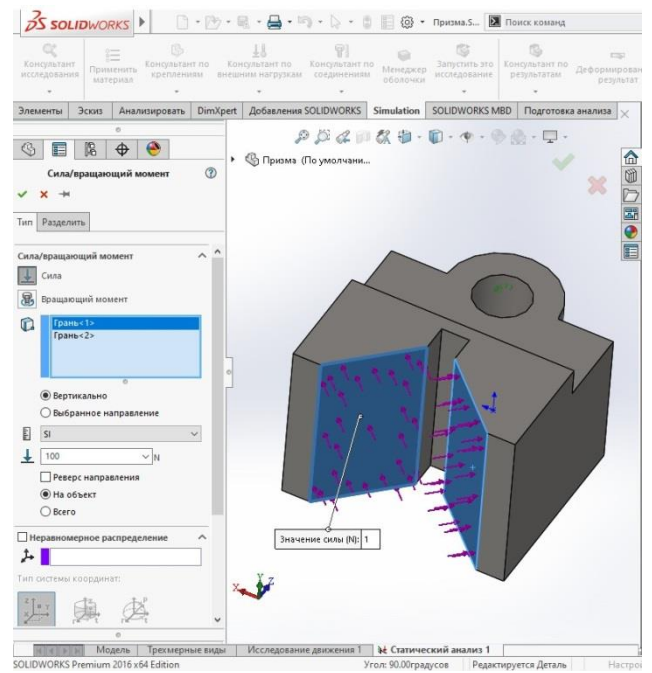 SOLIDWORKS
Призма.S...
Поиск команд
Консультант исследования
Применить материал
Консультант по креплениям
Консультант по внешним нагрузкам
Консультант по соединениям
Менеджер оболочки
Запустить это исследование
Консультант по результатам
Деформирован результат
Элементы
Эскиз
Анализировать
DimXpert
Добавления SOLIDWORKS
Simulation
SOLIDWORKS MBD
Подготовка анализа
Призма (По умолчани...
Сила/вращающий момент
Тип
Разделить
Сила/вращающий момент
Сила
Вращающий момент
Грань<1>
Грань<2>
Вертикально
Выбранное направление
SI
100
N
Реверс направления
На объект
Всего
Неравномерное распределение
Тип системы координат:
Значение силы (N): 1
Y
X
Z
Модель
Трехмерные виды
Исследование движения 1
Статический анализ 1
SOLIDWORKS Premium 2016 x64 Edition
Угол: 90.00градусов
Редактируется Деталь
Настрой